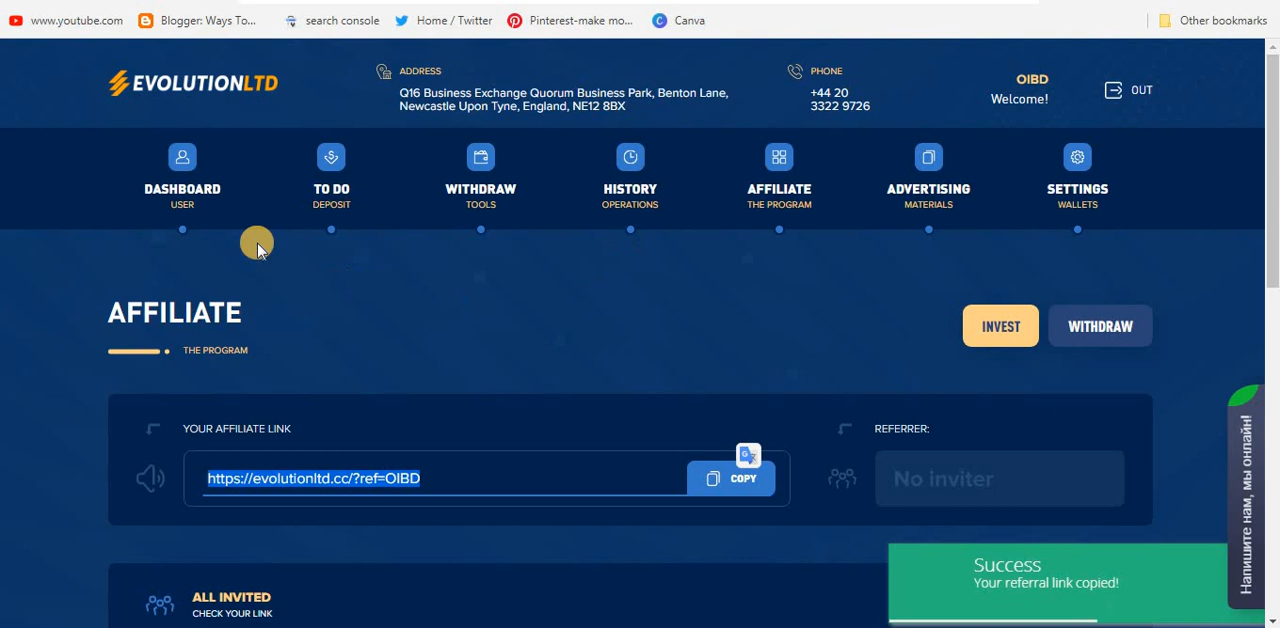 www.youtube.com
Blogger: Ways To...
search console
Home / Twitter
Pinterest-make mo...
Canva
Other bookmarks
EVOLUTIONLTD
ADDRESS
Q16 Business Exchange Quorum Business Park, Benton Lane,
Newcastle Upon Tyne, England, NE12 8BX
PHONE
+44 20
3322 9726
OIBD
Welcome!
OUT
DASHBOARD
USER
TO DO
DEPOSIT
WITHDRAW
TOOLS
HISTORY
OPERATIONS
AFFILIATE
THE PROGRAM
ADVERTISING
MATERIALS
SETTINGS
WALLETS
AFFILIATE
THE PROGRAM
INVEST
WITHDRAW
YOUR AFFILIATE LINK
https://evolutionltd.cc/?ref=OIBD
COPY
REFERRER:
No inviter
Напишите нам, мы онлайн!
Success
Your referral link copied!
ALL INVITED
CHECK YOUR LINK